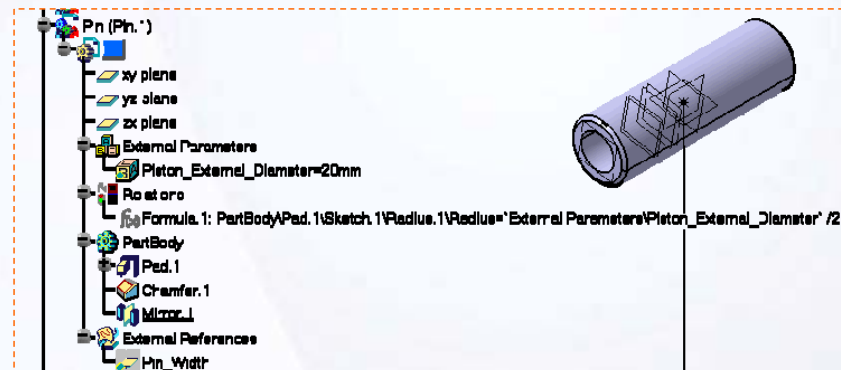 Pin (Pin.1)
xy plane
yz plane
zx plane
External Parameters
Piston_External_Diameter=20mm
Relations
Formula.1: PartBody\Pad.1\Sketch.1\Radius.1\Radius=`External Parameters\Piston_External_Diameter` /2
PartBody
Pad.1
Chamfer.1
Mirror.1
External References
Pin_Width